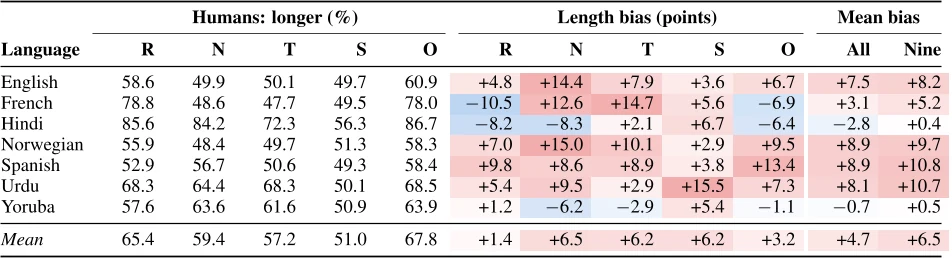 Humans: longer (%) Length bias (points) Mean bias
Language R N T S O R N T S O All Nine
English 58.6 49.9 50.1 49.7 60.9 +4.8 +14.4 +7.9 +3.6 +6.7 +7.5 +8.2
French 78.8 48.6 47.7 49.5 78.0 −10.5 +12.6 +14.7 +5.6 −6.9 +3.1 +5.2
Hindi 85.6 84.2 72.3 56.3 86.7 −8.2 −8.3 +2.1 +6.7 −6.4 −2.8 +0.4
Norwegian 55.9 48.4 49.7 51.3 58.3 +7.0 +15.0 +10.1 +2.9 +9.5 +8.9 +9.7
Spanish 52.9 56.7 50.6 49.3 58.4 +9.8 +8.6 +8.9 +3.8 +13.4 +8.9 +10.8
Urdu 68.3 64.4 68.3 50.1 68.5 +5.4 +9.5 +2.9 +15.5 +7.3 +8.1 +10.7
Yoruba 57.6 63.6 61.6 50.9 63.9 +1.2 −6.2 −2.9 +5.4 −1.1 −0.7 +0.5
Mean 65.4 59.4 57.2 51.0 67.8 +1.4 +6.5 +6.2 +6.2 +3.2 +4.7 +6.5